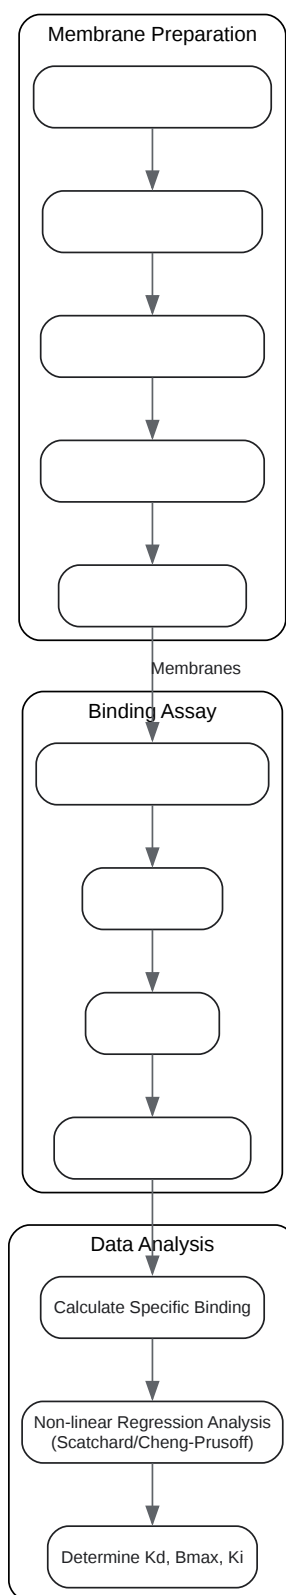 Membrane Preparation
Membranes
Binding Assay
Data Analysis
Calculate Specific Binding
Non-linear Regression Analysis
(Scatchard/Cheng-Prusoff)
Determine Kd, Bmax, Ki